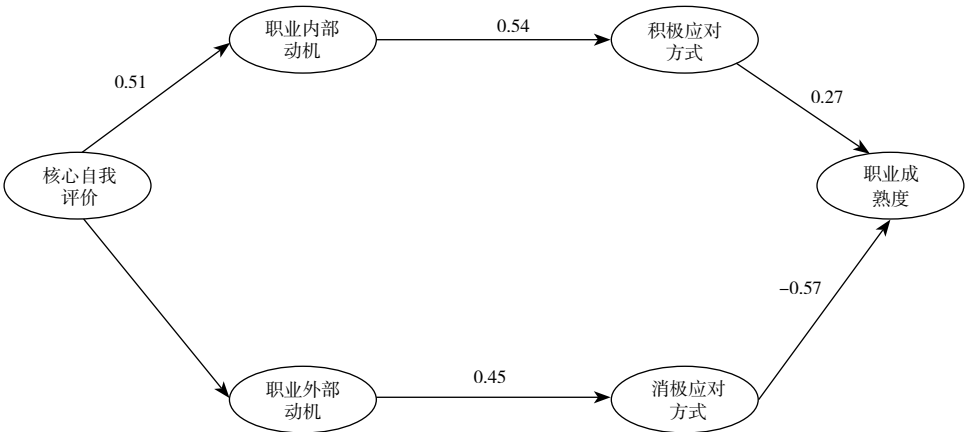 职业内部
动机
0.54
积极应对
方式
0.51
0.27
核心自我
评价
职业成
熟度
−0.57
职业外部
动机
0.45
消极应对
方式